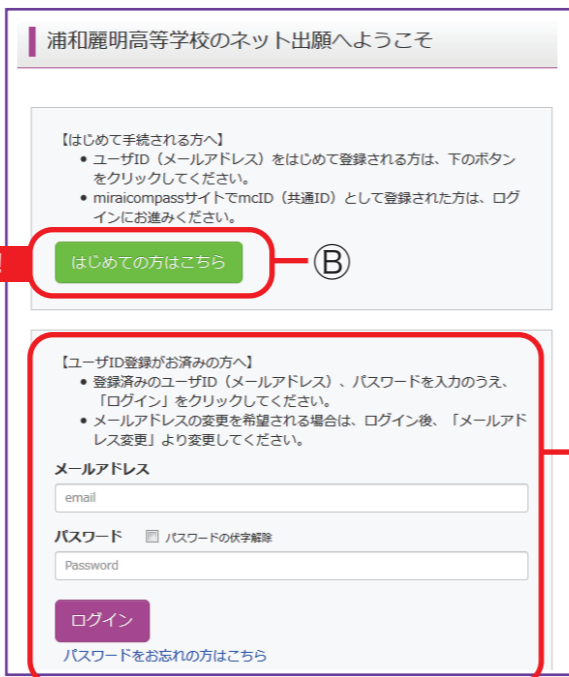 浦和麗明高等学校のネット出願へようこそ
【はじめて手続される方へ】
● ユーザID（メールアドレス）をはじめて登録される方は、下のボタン
をクリックしてください。
● miraicompassサイトでmcID（共通ID）として登録された方は、ログ
インにお進みください。
はじめての方はこちら
Ⓑ
【ユーザID登録がお済みの方へ】
● 登録済みのユーザID（メールアドレス）、パスワードを入力のうえ、
「ログイン」をクリックしてください。
● メールアドレスの変更を希望される場合は、ログイン後、「メールアド
レス変更」より変更してください。
メールアドレス
email
パスワード パスワードの伏字解除
Password
ログイン
パスワードをお忘れの方はこちら